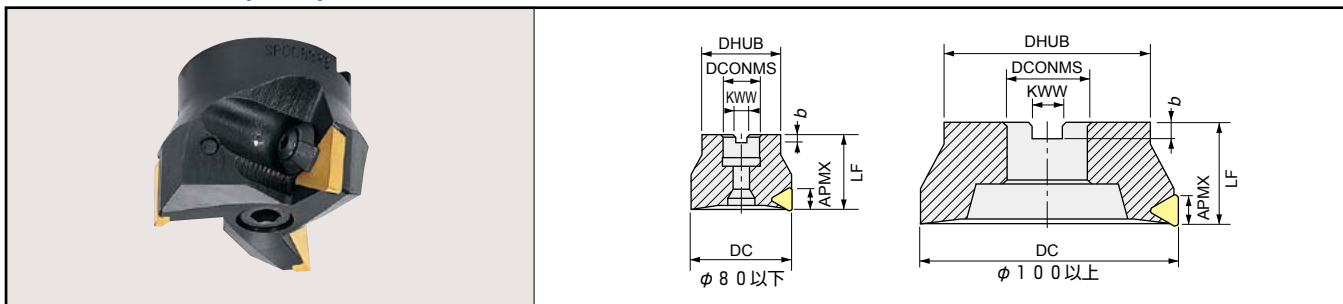 DHUB
DCONMS
KWW
b
APMX
LF
DC
φ80以下
DHUB
DCONMS
KWW
b
APMX
LF
DC
φ100以上